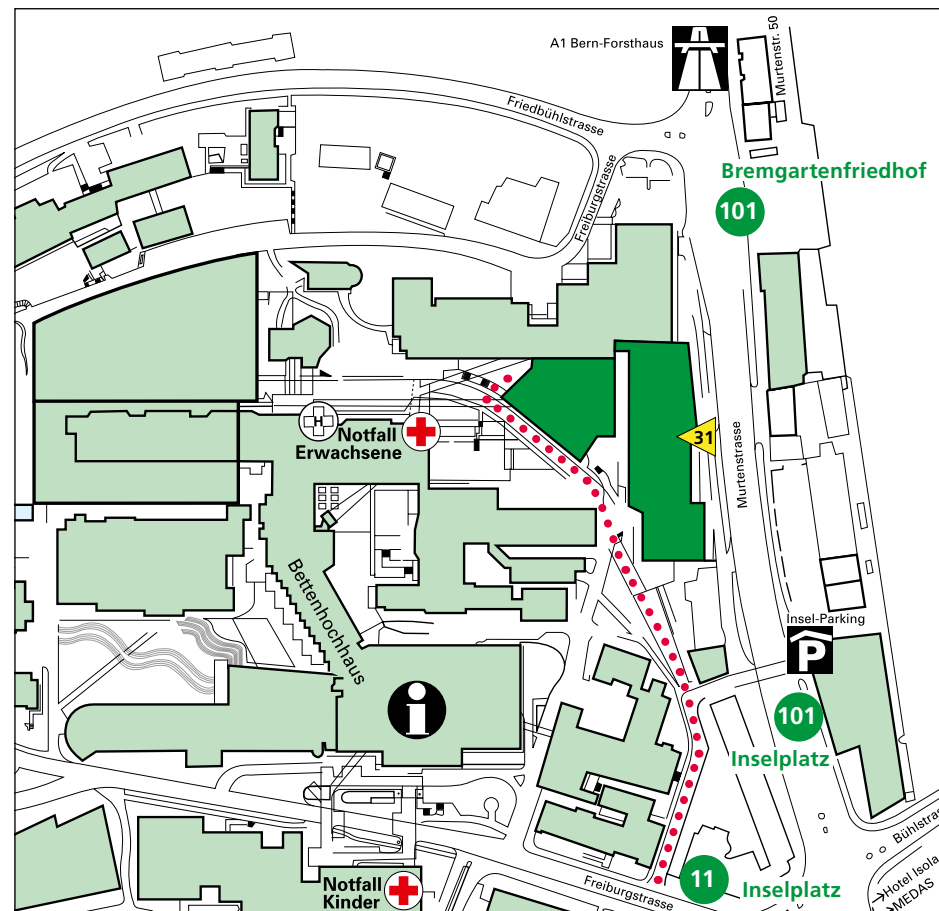 A1 Bern-Forsthaus
Murtenstr. 50
Friedbühlstrasse
Freiburgstrasse
Bremgartenfriedhof
101
H
Notfall
Erwachsene
31
Murtenstrasse
Bettenhochhaus
Insel-Parking
P
i
101
Inselplatz
Bühlstra
Notfall
Kinder
Freiburgstrasse
11
Inselplatz
Hotel Isola
MEDAS